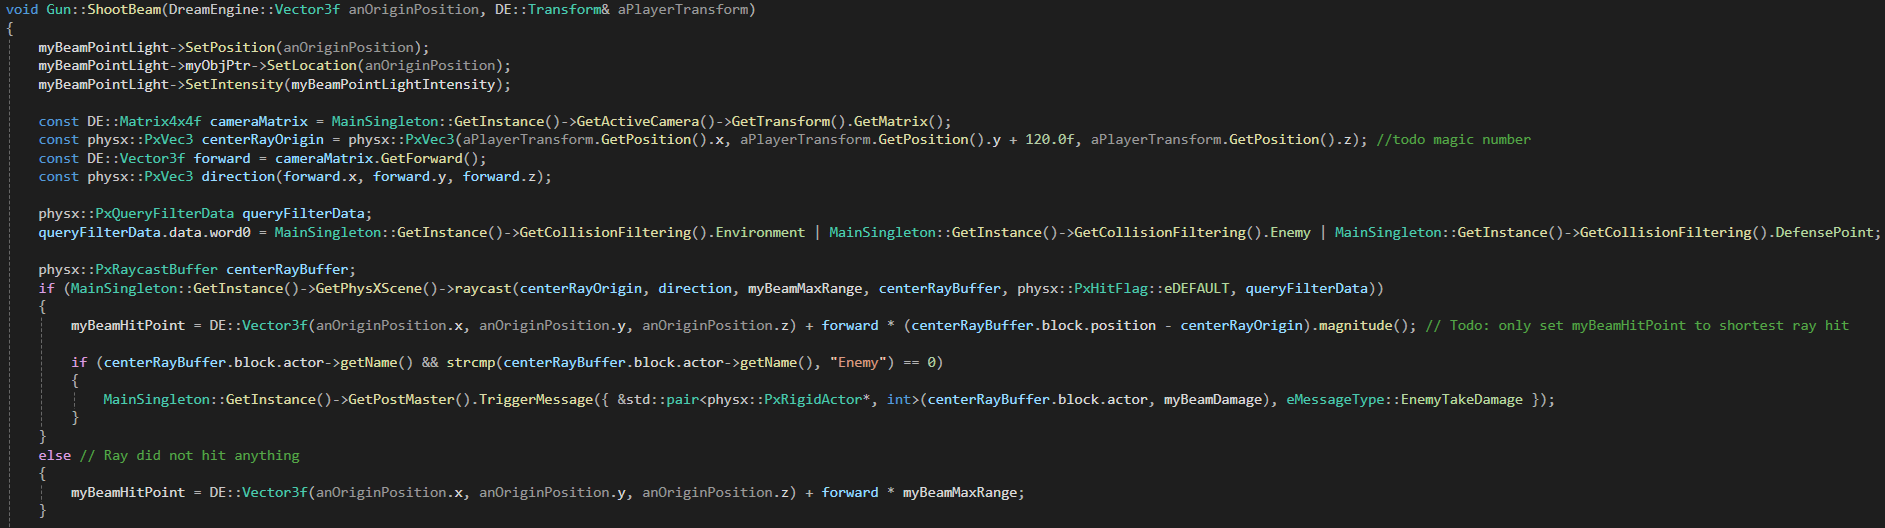 void Gun::ShootBeam(DreamEngine::Vector3f anOriginPosition, DE::Transform& aPlayerTransform)
{
    myBeamPointLight->SetPosition(anOriginPosition);
    myBeamPointLight->myObjPtr->SetLocation(anOriginPosition);
    myBeamPointLight->SetIntensity(myBeamPointLightIntensity);

    const DE::Matrix4x4f cameraMatrix = MainSingleton::GetInstance()->GetActiveCamera()->GetTransform().GetMatrix();
    const physx::PxVec3 centerRayOrigin = physx::PxVec3(aPlayerTransform.GetPosition().x, aPlayerTransform.GetPosition().y + 120.0f, aPlayerTransform.GetPosition().z); //todo magic number
    const DE::Vector3f forward = cameraMatrix.GetForward();
    const physx::PxVec3 direction(forward.x, forward.y, forward.z);

    physx::PxQueryFilterData queryFilterData;
    queryFilterData.data.word0 = MainSingleton::GetInstance()->GetCollisionFiltering().Environment | MainSingleton::GetInstance()->GetCollisionFiltering().Enemy | MainSingleton::GetInstance()->GetCollisionFiltering().DefensePoint;

    physx::PxRaycastBuffer centerRayBuffer;
    if (MainSingleton::GetInstance()->GetPhysXScene()->raycast(centerRayOrigin, direction, myBeamMaxRange, centerRayBuffer, physx::PxHitFlag::eDEFAULT, queryFilterData))
    {
        myBeamHitPoint = DE::Vector3f(anOriginPosition.x, anOriginPosition.y, anOriginPosition.z) + forward * (centerRayBuffer.block.position - centerRayOrigin).magnitude(); // Todo: only set myBeamHitPoint to shortest ray hit

        if (centerRayBuffer.block.actor->getName() && strcmp(centerRayBuffer.block.actor->getName(), "Enemy") == 0)
        {
            MainSingleton::GetInstance()->GetPostMaster().TriggerMessage({ &std::pair<physx::PxRigidActor*, int>(centerRayBuffer.block.actor, myBeamDamage), eMessageType::EnemyTakeDamage });
        }
    }
    else // Ray did not hit anything
    {
        myBeamHitPoint = DE::Vector3f(anOriginPosition.x, anOriginPosition.y, anOriginPosition.z) + forward * myBeamMaxRange;
    }